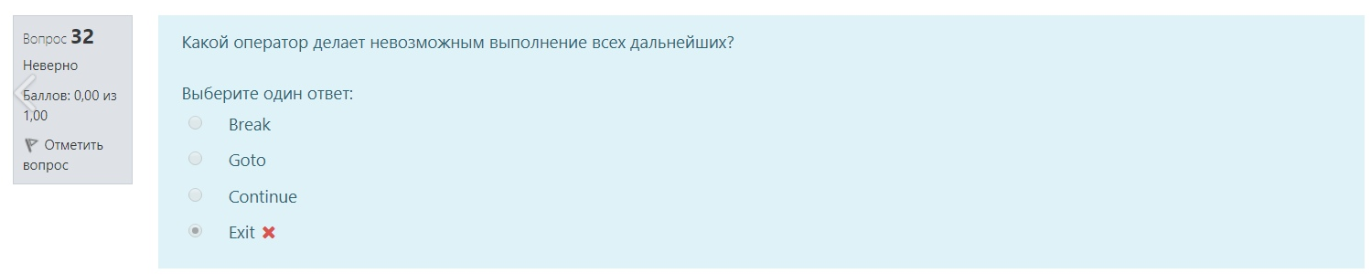 Вопрос 32
Неверно
Баллов: 0,00 из
1,00
Отметить
вопрос
Какой оператор делает невозможным выполнение всех дальнейших?
Выберите один ответ:
Break
Goto
Continue
Exit